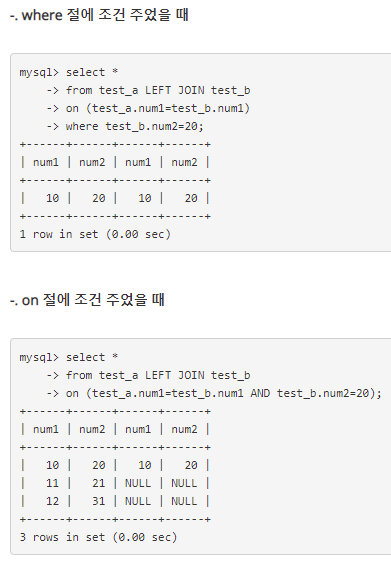 -. where 절에 조건 주었을 때
mysql> select *
    -> from test_a LEFT JOIN test_b
    -> on (test_a.num1=test_b.num1)
    -> where test_b.num2=20;
+------+------+------+------+
| num1 | num2 | num1 | num2 |
+------+------+------+------+
|   10 |   20 |   10 |   20 |
+------+------+------+------+
1 row in set (0.00 sec)
-. on 절에 조건 주었을 때
mysql> select *
    -> from test_a LEFT JOIN test_b
    -> on (test_a.num1=test_b.num1 AND test_b.num2=20);
+------+------+------+------+
| num1 | num2 | num1 | num2 |
+------+------+------+------+
|   10 |   20 |   10 |   20 |
|   11 |   21 | NULL | NULL |
|   12 |   31 | NULL | NULL |
+------+------+------+------+
3 rows in set (0.00 sec)